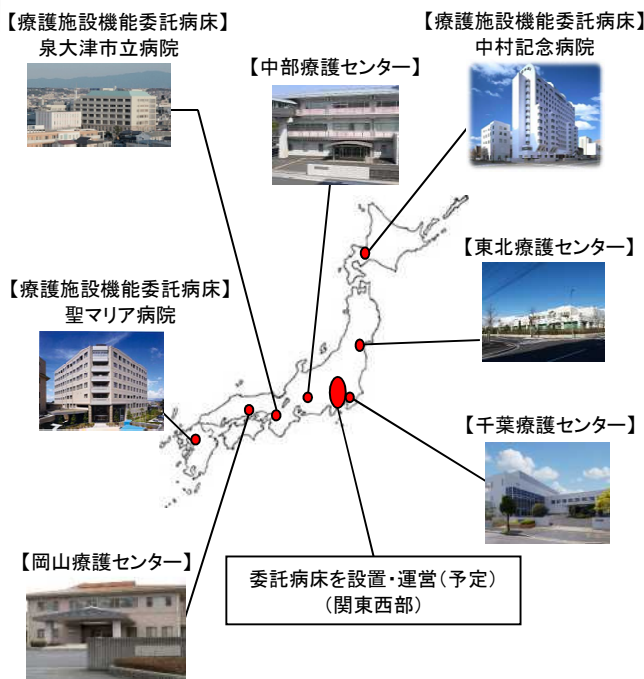 【療護施設機能委託病床】
泉大津市立病院
【中部療護センター】
【療護施設機能委託病床】
中村記念病院
【東北療護センター】
【療護施設機能委託病床】
聖マリア病院
【千葉療護センター】
【岡山療護センター】
委託病床を設置・運営(予定)
(関東西部)